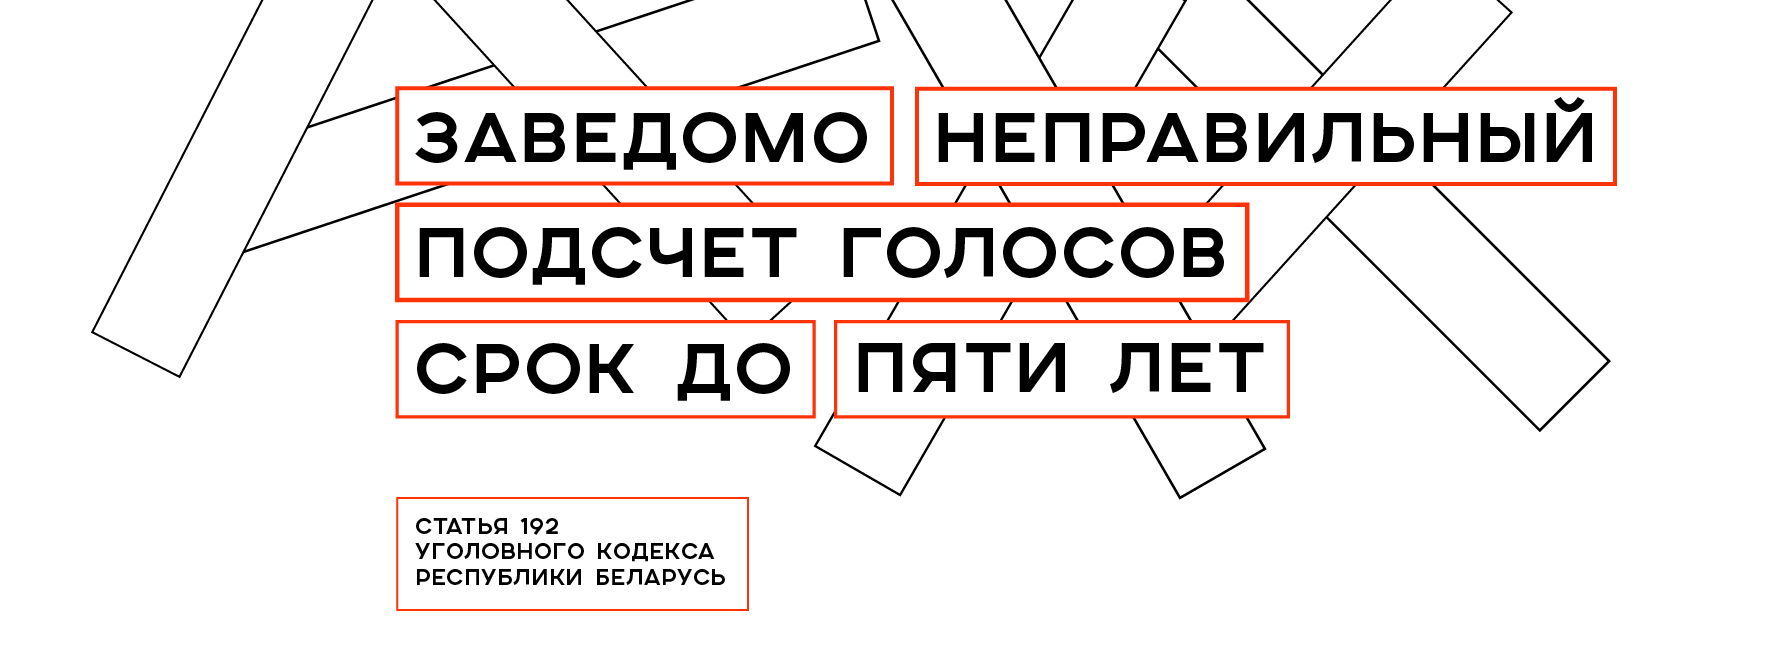 ЗАВЕДОМО НЕПРАВИЛЬНЫЙ
ПОДСЧЕТ ГОЛОСОВ
СРОК ДО ПЯТИ ЛЕТ
СТАТЬЯ 192
УГОЛОВНОГО КОДЕКСА
РЕСПУБЛИКИ БЕЛАРУСЬ